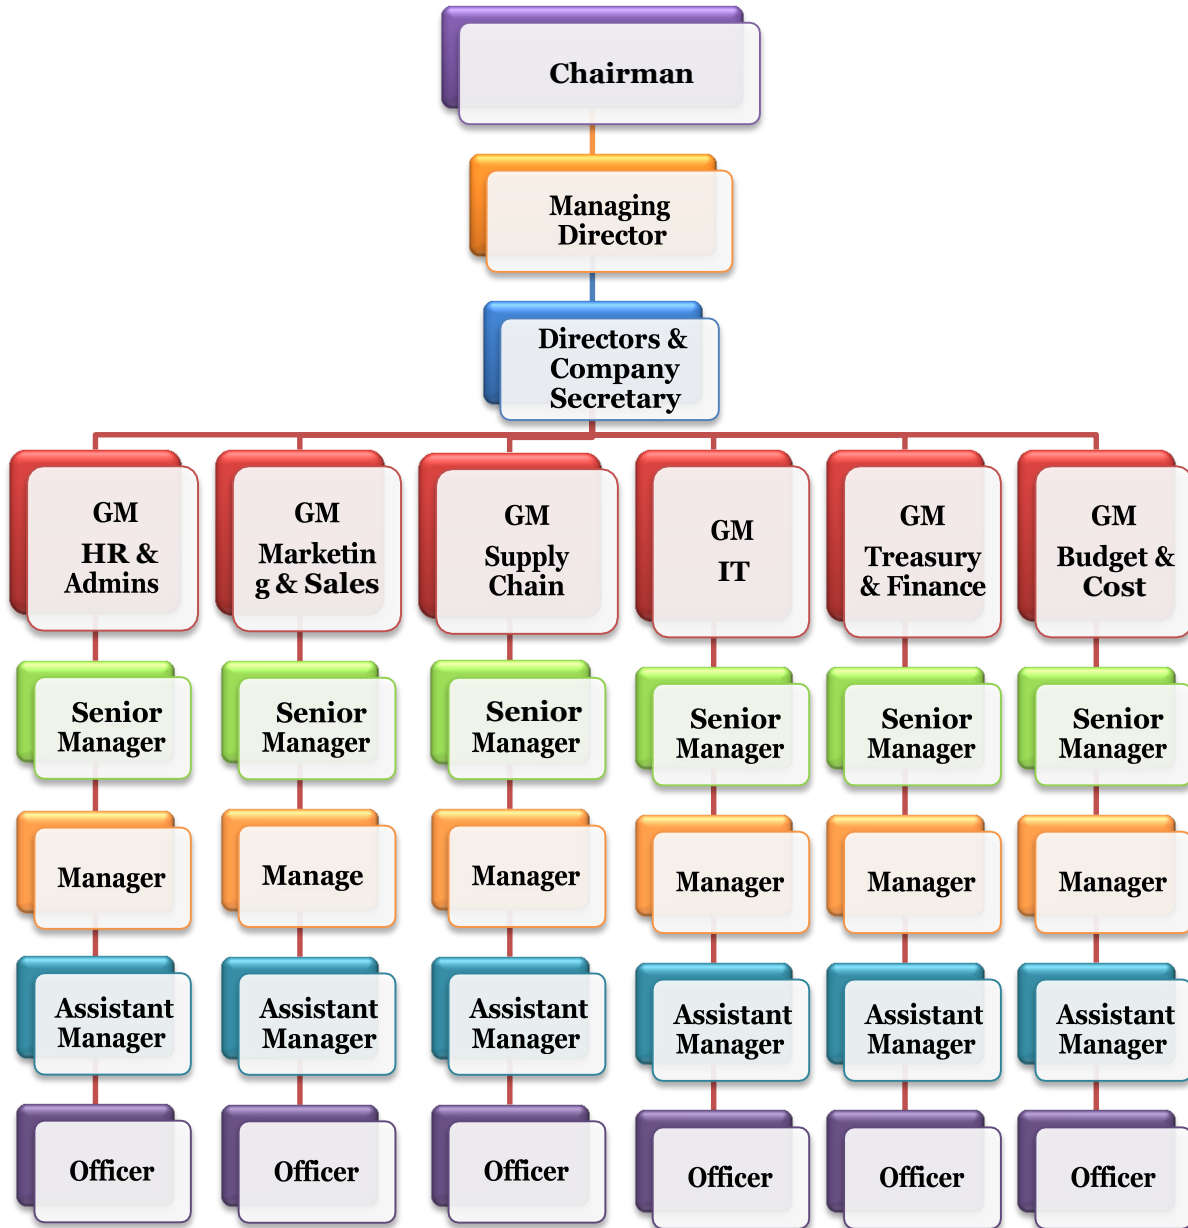 Chairman
Managing
Director
Directors &
Company
Secretary
GM
HR &
Admins
GM
Marketin
g & Sales
GM
Supply
Chain
GM
IT
GM
Treasury
& Finance
GM
Budget &
Cost
Senior
Manager
Senior
Manager
Senior
Manager
Senior
Manager
Senior
Manager
Senior
Manager
Manager
Manage
Manager
Manager
Manager
Manager
Assistant
Manager
Assistant
Manager
Assistant
Manager
Assistant
Manager
Assistant
Manager
Assistant
Manager
Officer
Officer
Officer
Officer
Officer
Officer